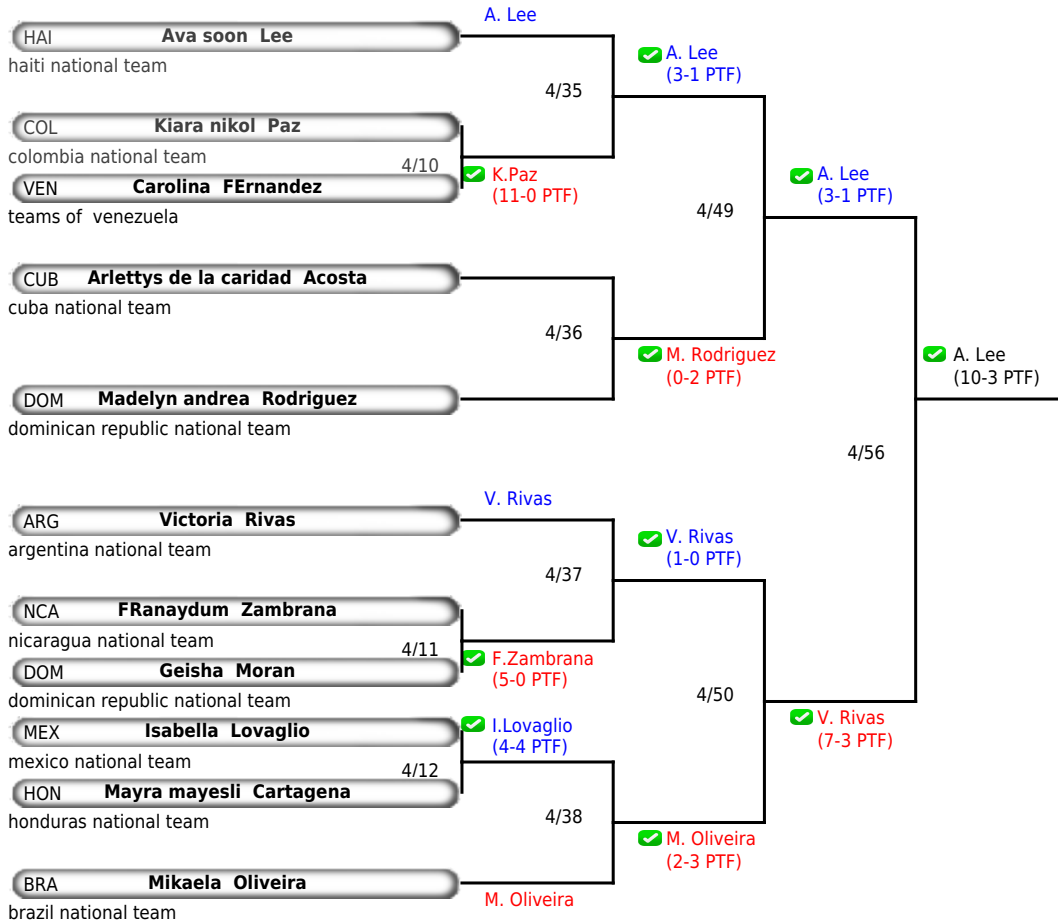 A. Lee
HAI Ava soon Lee
haiti national team
A. Lee
(3-1 PTF)
4/35
COL Kiara nikol Paz
colombia national team
4/10
K.Paz
(11-0 PTF)
VEN Carolina FErnandez
teams of venezuela
A. Lee
(3-1 PTF)
4/49
CUB Arlettys de la caridad Acosta
cuba national team
4/36
M. Rodriguez
(0-2 PTF)
A. Lee
(10-3 PTF)
DOM Madelyn andrea Rodriguez
dominican republic national team
4/56
V. Rivas
ARG Victoria Rivas
argentina national team
V. Rivas
(1-0 PTF)
4/37
NCA FRanaydum Zambrana
nicaragua national team
4/11
F.Zambrana
(5-0 PTF)
DOM Geisha Moran
dominican republic national team
4/50
V. Rivas
(7-3 PTF)
MEX Isabella Lovaglio
I.Lovaglio
(4-4 PTF)
mexico national team
4/12
HON Mayra mayesli Cartagena
honduras national team
4/38
M. Oliveira
(2-3 PTF)
BRA Mikaela Oliveira
M. Oliveira
brazil national team